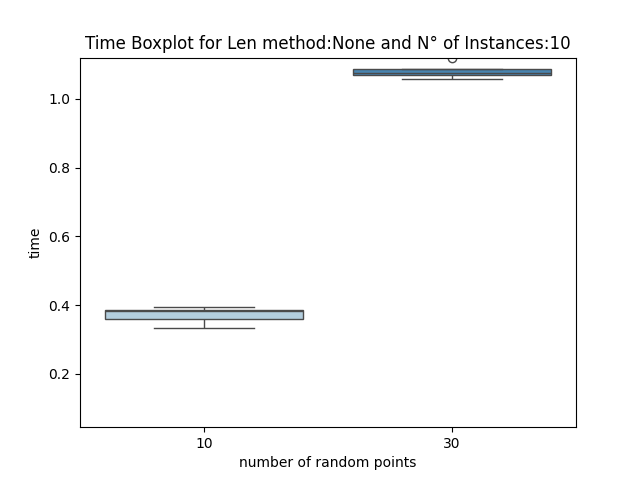 Time Boxplot for Len method:None and N° of Instances:10
1.0
0.8
0.6
0.4
0.2
time
10 30
number of random points